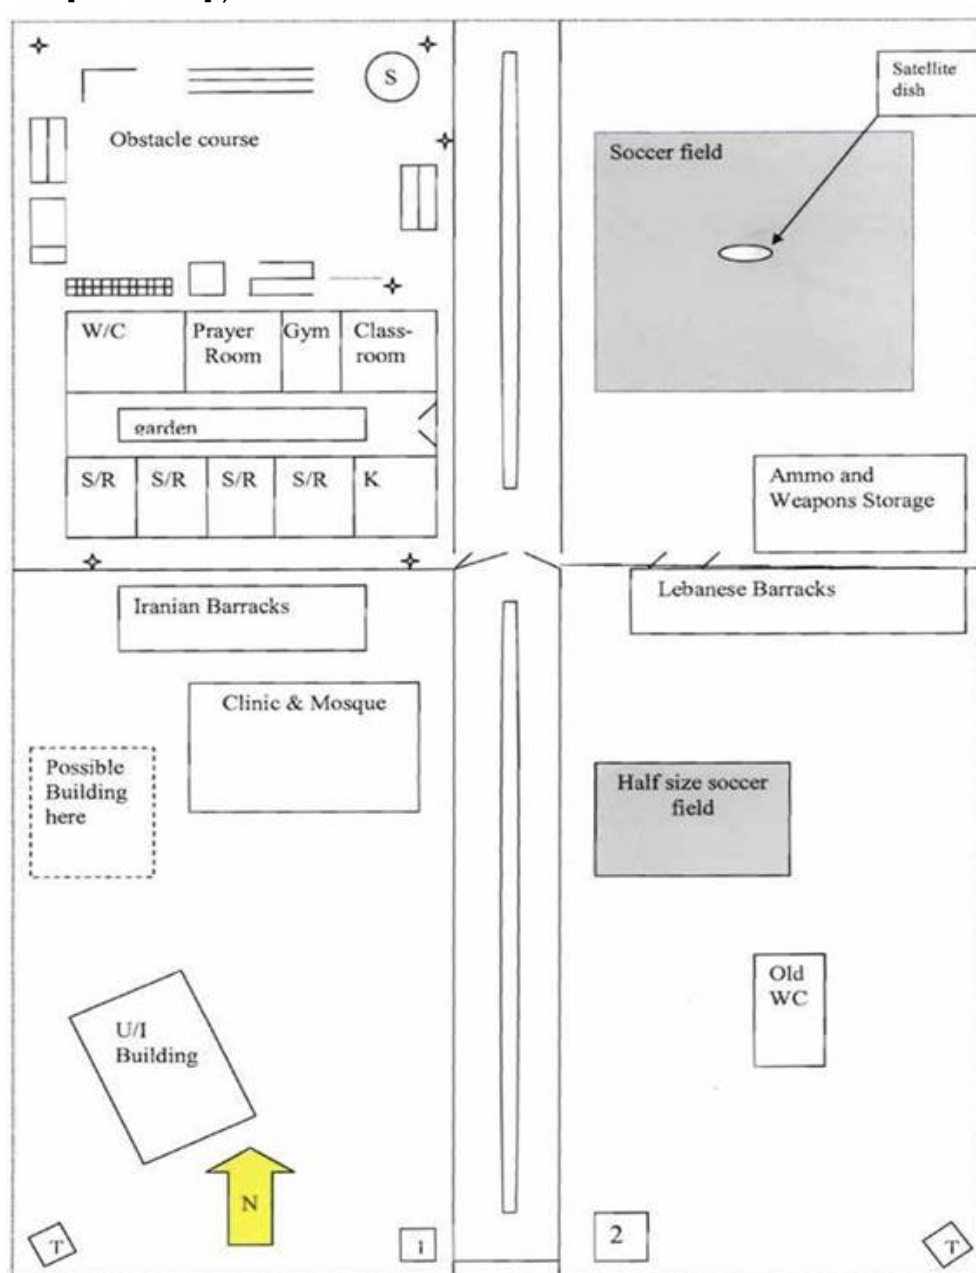 S
Satellite
dish
Obstacle course
Soccer field
W/C
Prayer
Room
Gym
Class-
room
garden
S/R
S/R
S/R
S/R
K
Ammo and
Weapons Storage
Iranian Barracks
Lebanese Barracks
Clinic & Mosque
Possible
Building
here
Half size soccer
field
Old
WC
U/I
Building
N
T
1
2
T